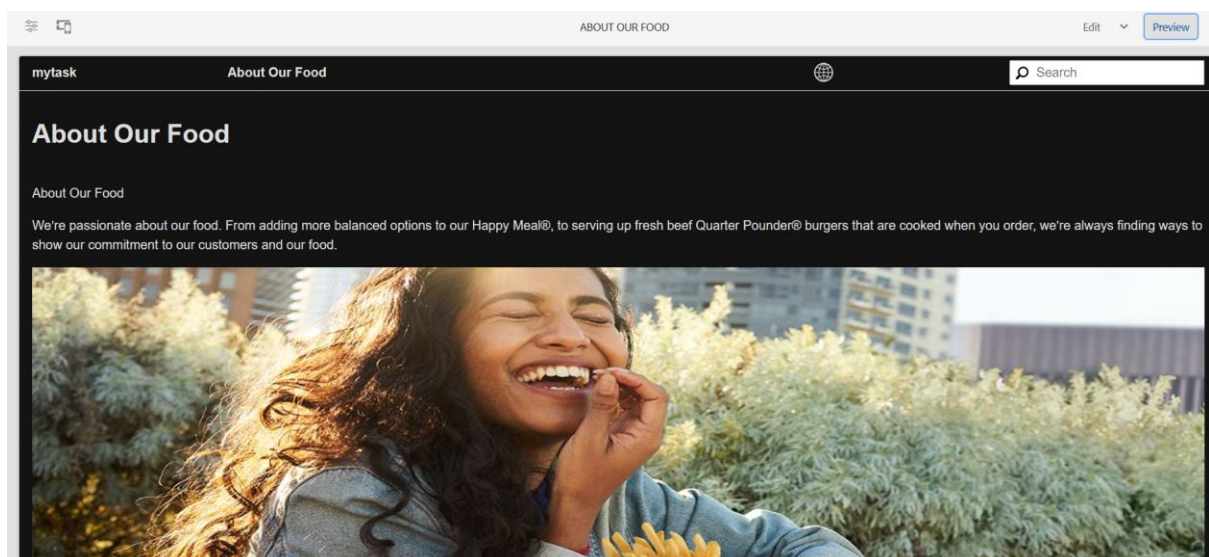 ABOUT OUR FOOD
Edit
Preview
mytask
About Our Food
Search
About Our Food
About Our Food
We're passionate about our food. From adding more balanced options to our Happy Meal®, to serving up fresh beef Quarter Pounder® burgers that are cooked when you order, we're always finding ways to
show our commitment to our customers and our food.